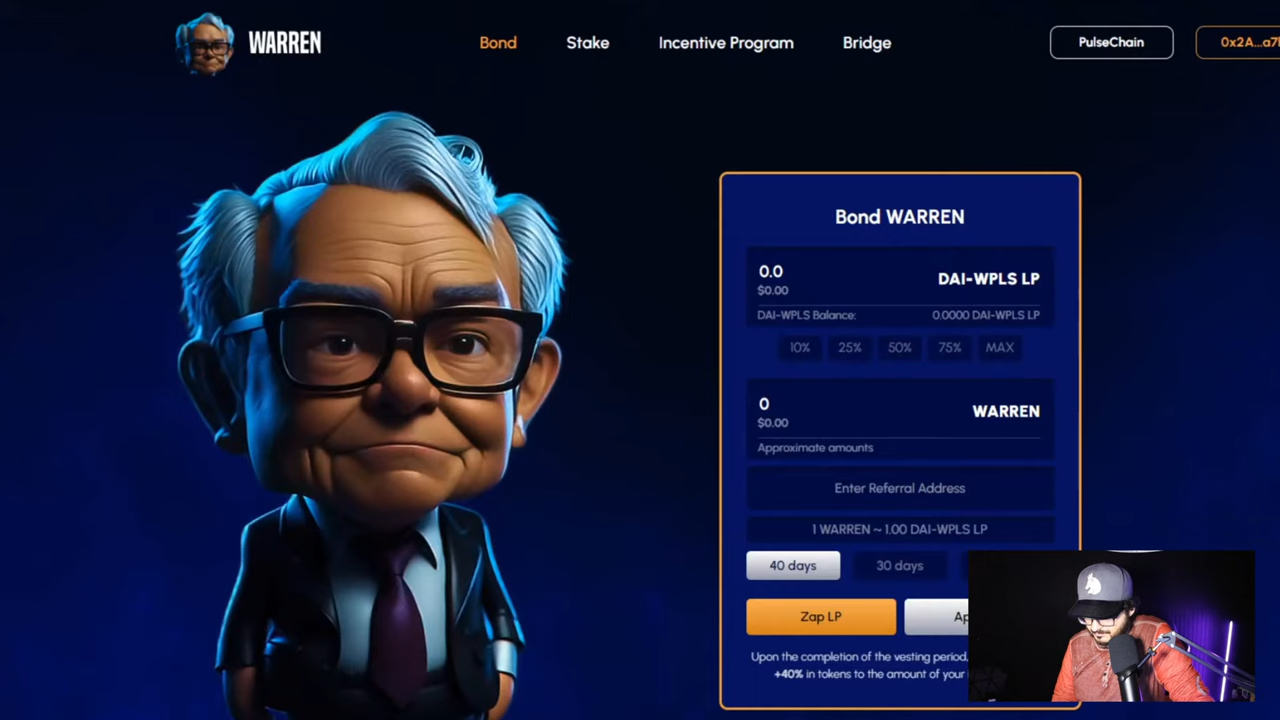 WARREN
Bond
Stake
Incentive Program
Bridge
PulseChain
Bond WARREN
0.0
DAI-WPLS LP
$0.00
DAI-WPLS Balance:
0.0000 DAI-WPLS LP
10%
25%
50%
75%
MAX
0
WARREN
$0.00
Approximate amounts
Enter Referral Address
1 WARREN ~ 1.00 DAI-WPLS LP
40 days
30 days
Zap LP
Upon the completion of the vesting period,
+40% in tokens to the amount of your